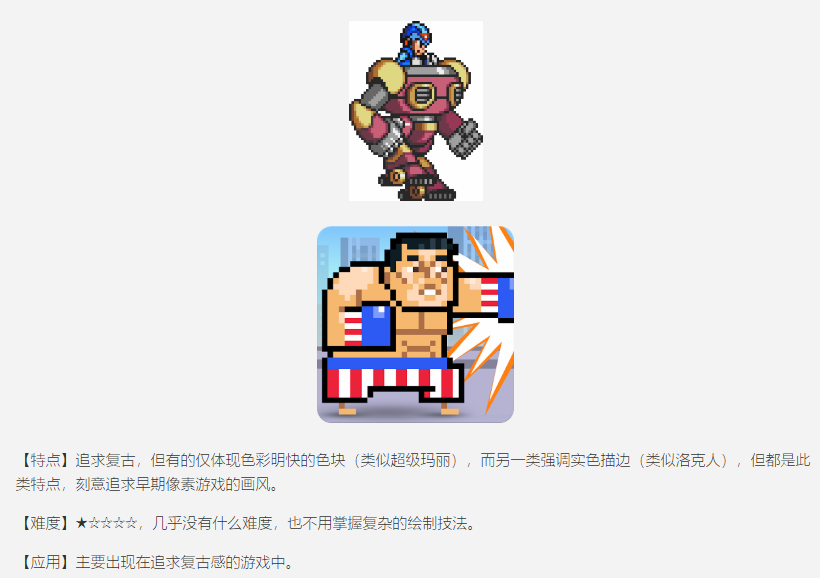 【特点】追求复古，但有的仅体现色彩明快的色块（类似超级玛丽），而另一类强调实色描边（类似洛克人），但都是此
类特点，刻意追求早期像素游戏的画风。
【难度】★☆☆☆☆，几乎没有什么难度，也不用掌握复杂的绘制技法。
【应用】主要出现在追求复古感的游戏中。